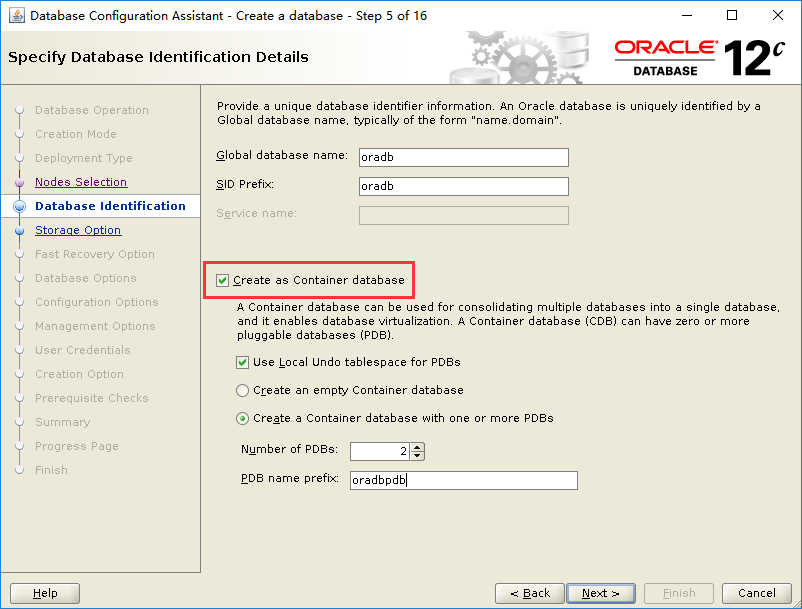 Database Configuration Assistant - Create a database - Step 5 of 16
Specify Database Identification Details
ORACLE®
DATABASE
12c
Database Operation
Creation Mode
Deployment Type
Nodes Selection
Database Identification
Storage Option
Fast Recovery Option
Database Options
Configuration Options
Management Options
User Credentials
Creation Option
Prerequisite Checks
Summary
Progress Page
Finish
Provide a unique database identifier information. An Oracle database is uniquely identified by a
Global database name, typically of the form "name.domain".
Global database name: oradb
SID Prefix: oradb
Service name:
Create as Container database
A Container database can be used for consolidating multiple databases into a single database,
and it enables database virtualization. A Container database (CDB) can have zero or more
pluggable databases (PDB).
Use Local Undo tablespace for PDBs
Create an empty Container database
Create a Container database with one or more PDBs
Number of PDBs: 2
PDB name prefix: oradbpdb
Help < Back Next > Finish Cancel